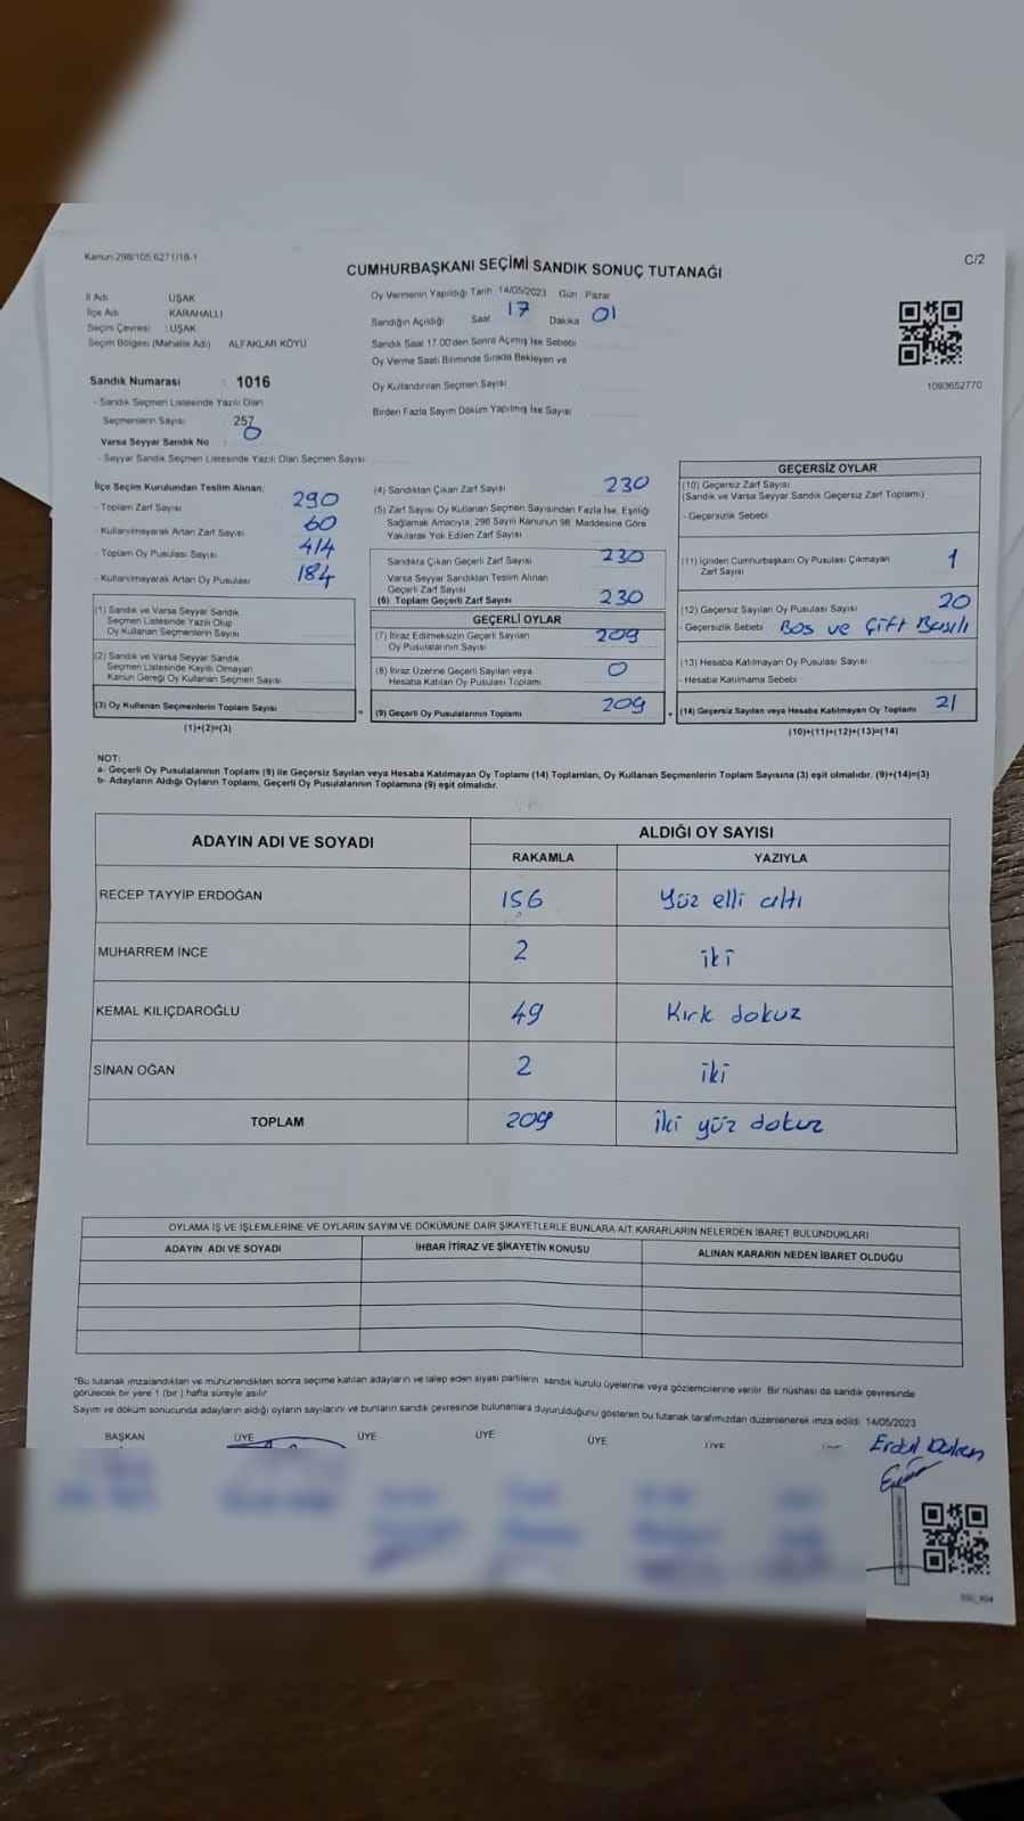 Kanun:298/105 6271/18-1
CUMHURBAŞKANI SEÇİMİ SANDIK SONUÇ TUTANAĞI
C/2
İl Adı : UŞAK
İlçe Adı : KARAHALLI
Seçim Çevresi : UŞAK
Seçim Bölgesi (Mahalle Adı) : ALFAKLAR KÖYÜ
Oy Vermenin Yapıldığı Tarih 14/05/2023 Gün Pazar
Sandığın Açıldığı Saat 17 Dakika 01
Sandık Saat 17.00'den Sonra Açmış İse Sebebi
Oy Verme Saati Bitiminde Sırada Bekleyen ve
Oy Kullandırılan Seçmen Sayısı
Birden Fazla Sayım Döküm Yapılmış İse Sayısı
1093652770
Sandık Numarası : 1016
- Sandık Seçmen Listesinde Yazılı Olan
Seçmenlerin Sayısı 257
Varsa Seyyar Sandık No : 0
- Seyyar Sandık Seçmen Listesinde Yazılı Olan Seçmen Sayısı
İlçe Seçim Kurulundan Teslim Alınan;
- Toplam Zarf Sayısı 290
- Kullanılmayarak Artan Zarf Sayısı 60
- Toplam Oy Pusulası Sayısı 414
- Kullanılmayarak Artan Oy Pusulası 184
(1) Sandık ve Varsa Seyyar Sandık
Seçmen Listesinde Yazılı Olup
Oy Kullanan Seçmenlerin Sayısı
(2) Sandık ve Varsa Seyyar Sandık
Seçmen Listesinde Kayıtlı Olmayan
Kanun Gereği Oy Kullanan Seçmen Sayısı
(3) Oy Kullanan Seçmenlerin Toplam Sayısı
(1)+(2)=(3)
(4) Sandıktan Çıkan Zarf Sayısı 230
(5) Zarf Sayısı Oy Kullanan Seçmen Sayısından Fazla İse, Eşitliği
Sağlamak Amacıyla, 298 Sayılı Kanunun 98. Maddesine Göre
Yakılarak Yok Edilen Zarf Sayısı
Sandıkta Çıkan Geçerli Zarf Sayısı 230
Varsa Seyyar Sandıktan Teslim Alınan
Geçerli Zarf Sayısı
(6) Toplam Geçerli Zarf Sayısı 230
GEÇERLİ OYLAR
(7) İtiraz Edilmeksizin Geçerli Sayılan
Oy Pusulalarının Sayısı 209
(8) İtiraz Üzerine Geçerli Sayılan veya
Hesaba Katılan Oy Pusulası Toplamı 0
(9) Geçerli Oy Pusulalarının Toplamı 209
GEÇERSİZ OYLAR
(10) Geçersiz Zarf Sayısı
(Sandık ve Varsa Seyyar Sandık Geçersiz Zarf Toplamı)
- Geçersizlik Sebebi
(11) İçinden Cumhurbaşkanı Oy Pusulası Çıkmayan
Zarf Sayısı 1
(12) Geçersiz Sayılan Oy Pusulası Sayısı 20
- Geçersizlik Sebebi Bos ve Çift Basılı
(13) Hesaba Katılmayan Oy Pusulası Sayısı
- Hesaba Katılmama Sebebi
(14) Geçersiz Sayılan veya Hesaba Katılmayan Oy Toplamı 21
(10)+(11)+(12)+(13)=(14)
NOT:
a- Geçerli Oy Pusulalarının Toplamı (9) ile Geçersiz Sayılan veya Hesaba Katılmayan Oy Toplamı (14) Toplamları, Oy Kullanan Seçmenlerin Toplam Sayısına (3) eşit olmalıdır. (9)+(14)=(3)
b- Adayların Aldığı Oyların Toplamı, Geçerli Oy Pusulalarının Toplamına (9) eşit olmalıdır.
ADAYIN ADI VE SOYADI
ALDIĞI OY SAYISI
RAKAMLA YAZIYLA
RECEP TAYYİP ERDOĞAN 156 Yüz elli altı
MUHARREM İNCE 2 iki
KEMAL KILIÇDAROĞLU 49 Kırk dokuz
SİNAN OĞAN 2 iki
TOPLAM 209 iki yüz dokuz
OYLAMA İŞ VE İŞLEMLERİNE VE OYLARIN SAYIM VE DÖKÜMÜNE DAİR ŞİKAYETLERLE BUNLARA AİT KARARLARIN NELERDEN İBARET BULUNDUKLARI
ADAYIN ADI VE SOYADI İHBAR İTİRAZ VE ŞİKAYETİN KONUSU ALINAN KARARIN NEDEN İBARET OLDUĞU
*Bu tutanak imzalandıktan ve mühürlendikten sonra seçime katılan adayların ve talep eden siyasi partilerin sandık kurulu üyelerine veya gözlemcilerine verilir. Bir nüshası da sandık çevresinde
görülecek bir yere 1 (bir) hafta süreyle asılır.
Sayım ve döküm sonucunda adayların aldığı oyların sayılarını ve bunların sandık çevresinde bulunanlara duyurulduğunu gösteren bu tutanak tarafımızdan düzenlenerek imza edildi. 14/05/2023
BAŞKAN ÜYE ÜYE ÜYE ÜYE ÜYE